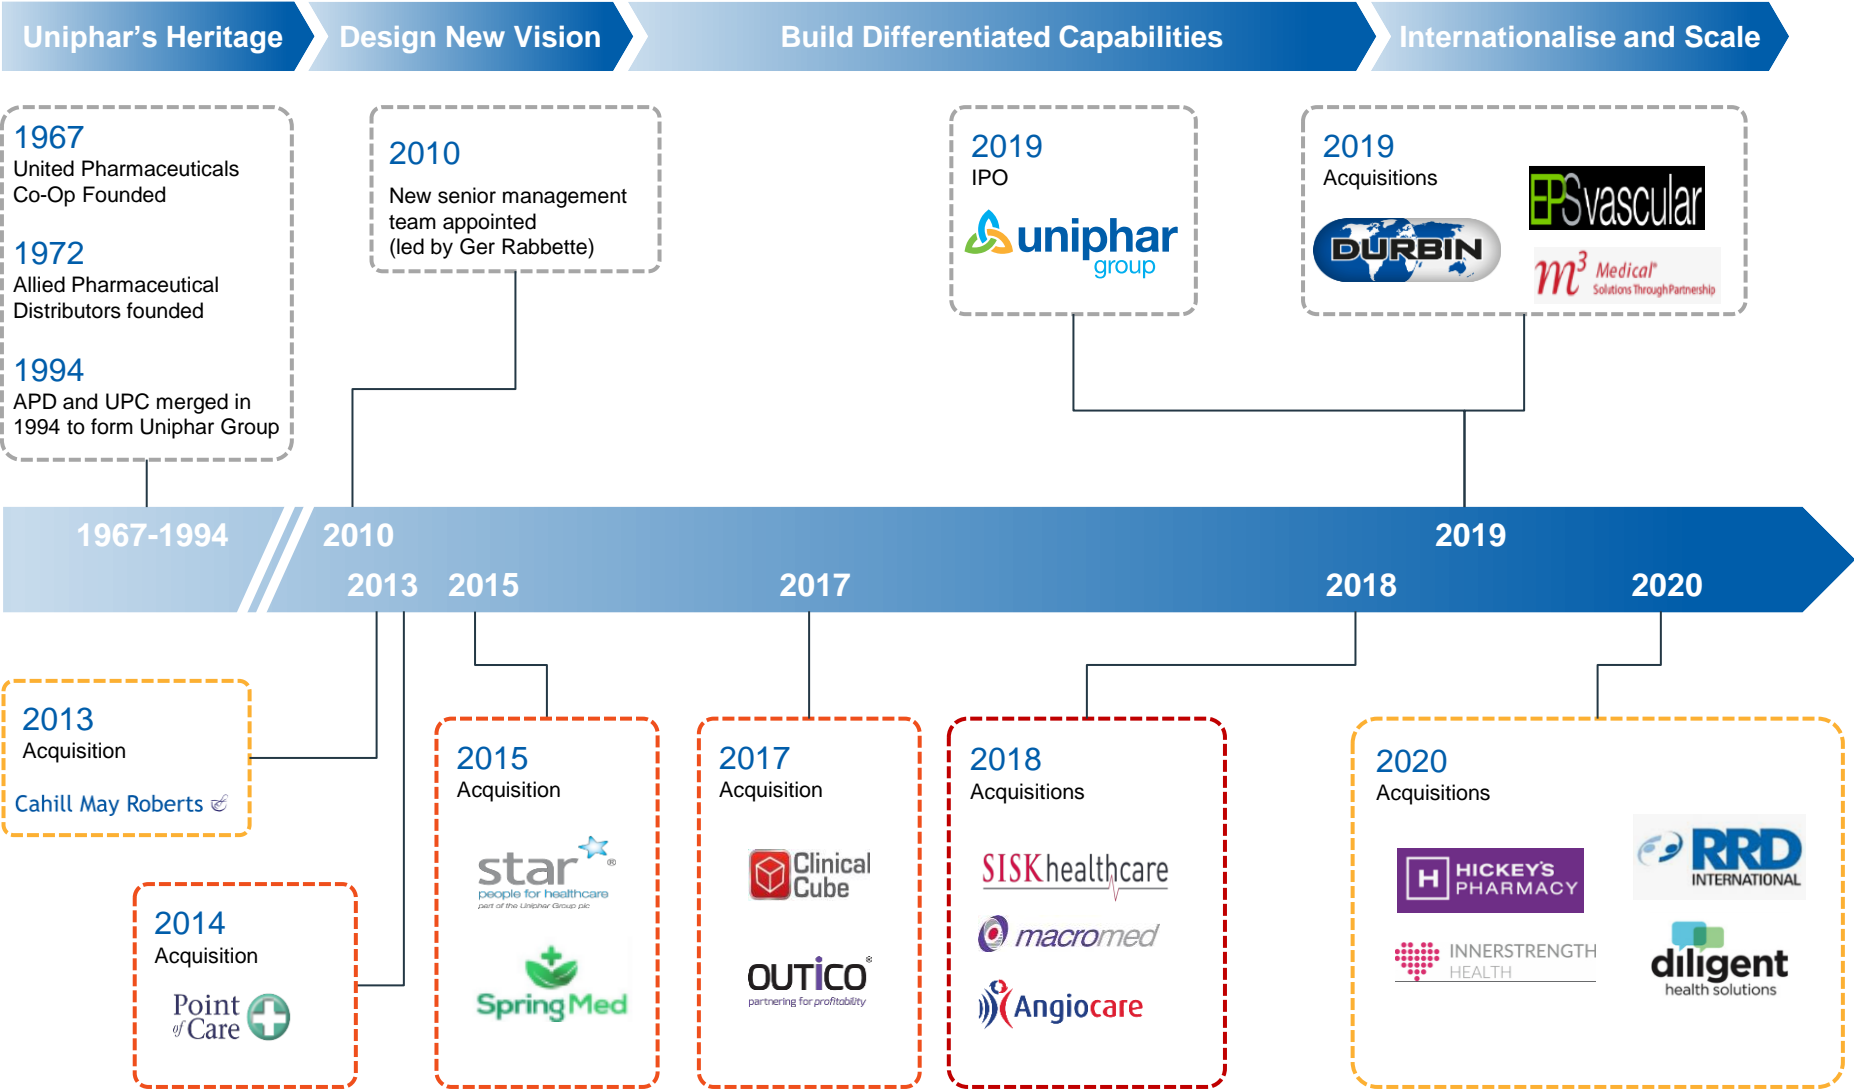 Uniphar's Heritage
Design New Vision
Build Differentiated Capabilities
Internationalise and Scale
1967
United Pharmaceuticals
Co-Op Founded
1972
Allied Pharmaceutical
Distributors founded
1994
APD and UPC merged in
1994 to form Uniphar Group
2010
New senior management
team appointed
(led by Ger Rabbette)
2019
IPO
uniphar
group
2019
Acquisitions
DURBIN
EPSvascular
m3 Medical®
Solutions Through Partnership
1967-1994
2010
2019
2013
2015
2017
2018
2020
2013
Acquisition
Cahill May Roberts
2014
Acquisition
Point
of Care
2015
Acquisition
star ®
people for healthcare
part of the Uniphar Group plc
SpringMed
2017
Acquisition
Clinical
Cube
OUTiCO®
partnering for profitability
2018
Acquisitions
SISKhealthcare
macromed
Angiocare
2020
Acquisitions
H HICKEY'S
PHARMACY
RRD
INTERNATIONAL
INNERSTRENGTH
HEALTH
diligent
health solutions